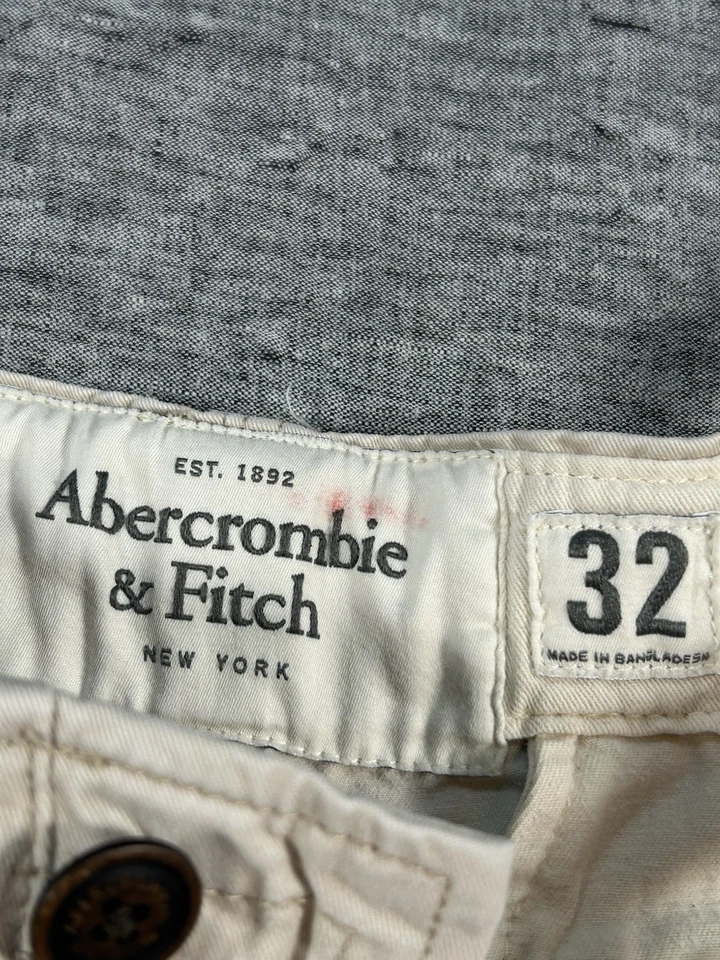 EST. 1892
Abercrombie
& Fitch
NEW YORK
32
MADE IN BANGLADESH